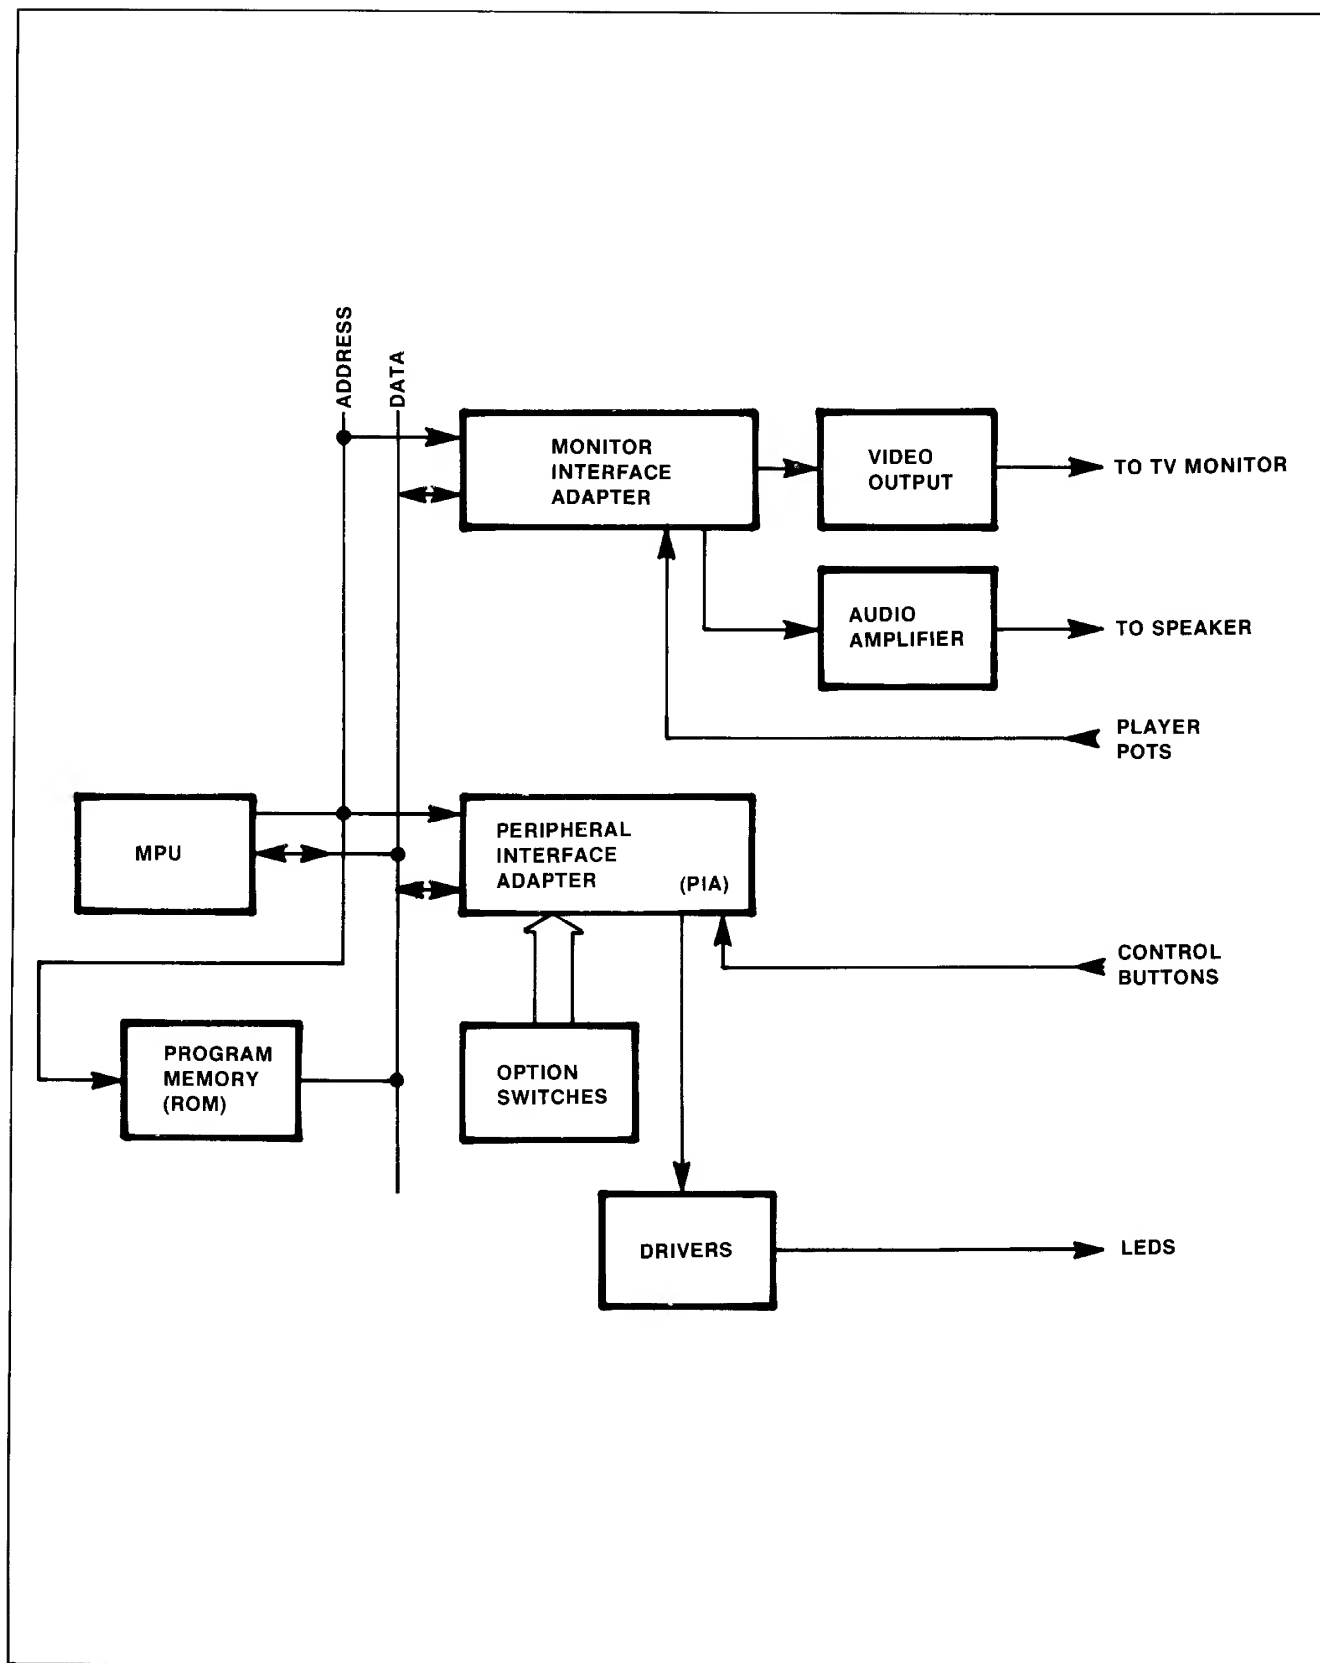 ADDRESS
DATA
MONITOR
INTERFACE
ADAPTER
VIDEO
OUTPUT
TO TV MONITOR
AUDIO
AMPLIFIER
TO SPEAKER
PLAYER
POTS
MPU
PERIPHERAL
INTERFACE
ADAPTER
(PIA)
CONTROL
BUTTONS
PROGRAM
MEMORY
(ROM)
OPTION
SWITCHES
DRIVERS
LEDS